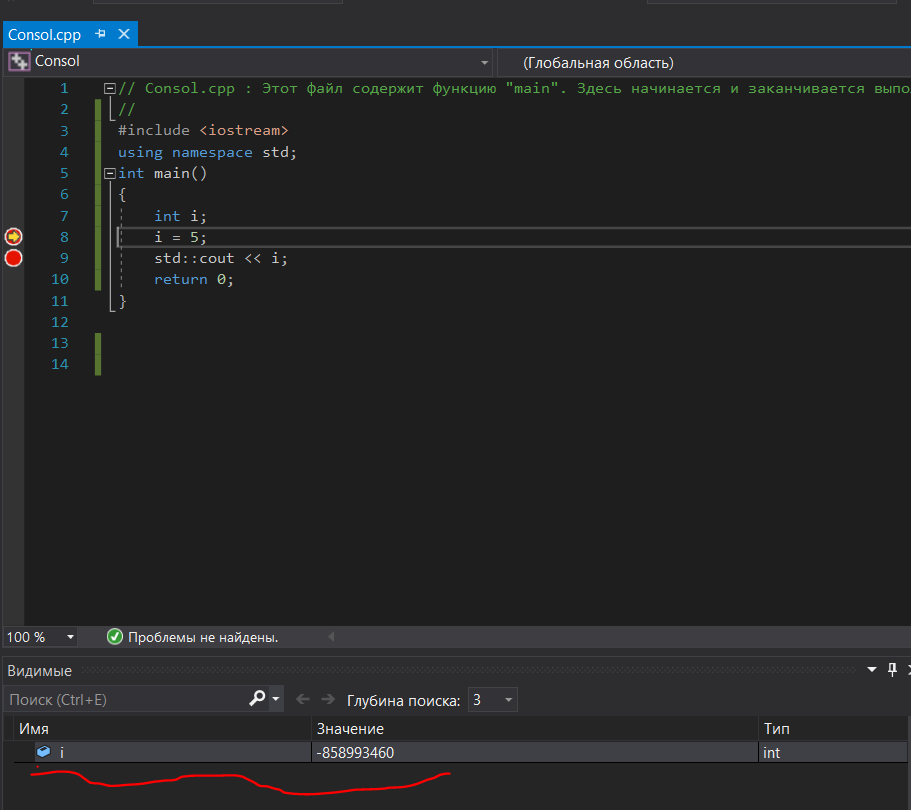 Consol.cpp
Consol (Глобальная область)
1 // Consol.cpp : Этот файл содержит функцию "main". Здесь начинается и заканчивается
2 //
3 #include <iostream>
4 using namespace std;
5 int main()
6 {
7 int i;
8 i = 5;
9 std::cout << i;
10 return 0;
11 }
12
13
14
100 % Проблемы не найдены.
Видимые
Поиск (Ctrl+E) Глубина поиска: 3
Имя Значение Тип
i -858993460 int